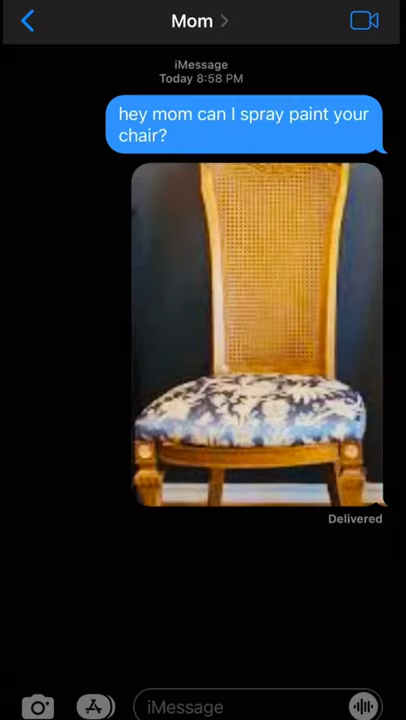 Mom
iMessage
Today 8:58 PM
hey mom can I spray paint your
chair?
Delivered
iMessage